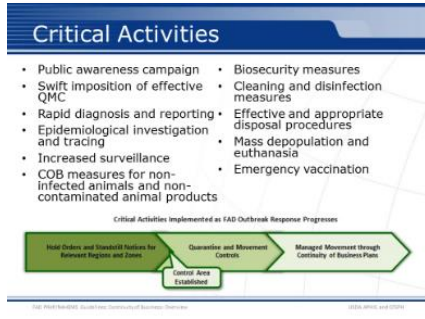 Critical Activities
• Public awareness campaign
• Swift imposition of effective
QMC
• Rapid diagnosis and reporting
• Epidemiological investigation
and tracing
• Increased surveillance
• COB measures for non-
infected animals and non-
contaminated animal products
• Biosecurity measures
• Cleaning and disinfection
measures
• Effective and appropriate
disposal procedures
• Mass depopulation and
euthanasia
• Emergency vaccination
Critical Activities Implemented as FAD Outbreak Response Progresses
Hold Orders and Standstill Notices for
Relevant Regions and Zones
Quarantine and Movement
Controls
Managed Movement through
Continuity of Business Plans
Control Area
Established
FAD PReP/NAHEMS Guidelines: Continuity of Business- Overview
USDA APHIS and CFSPH